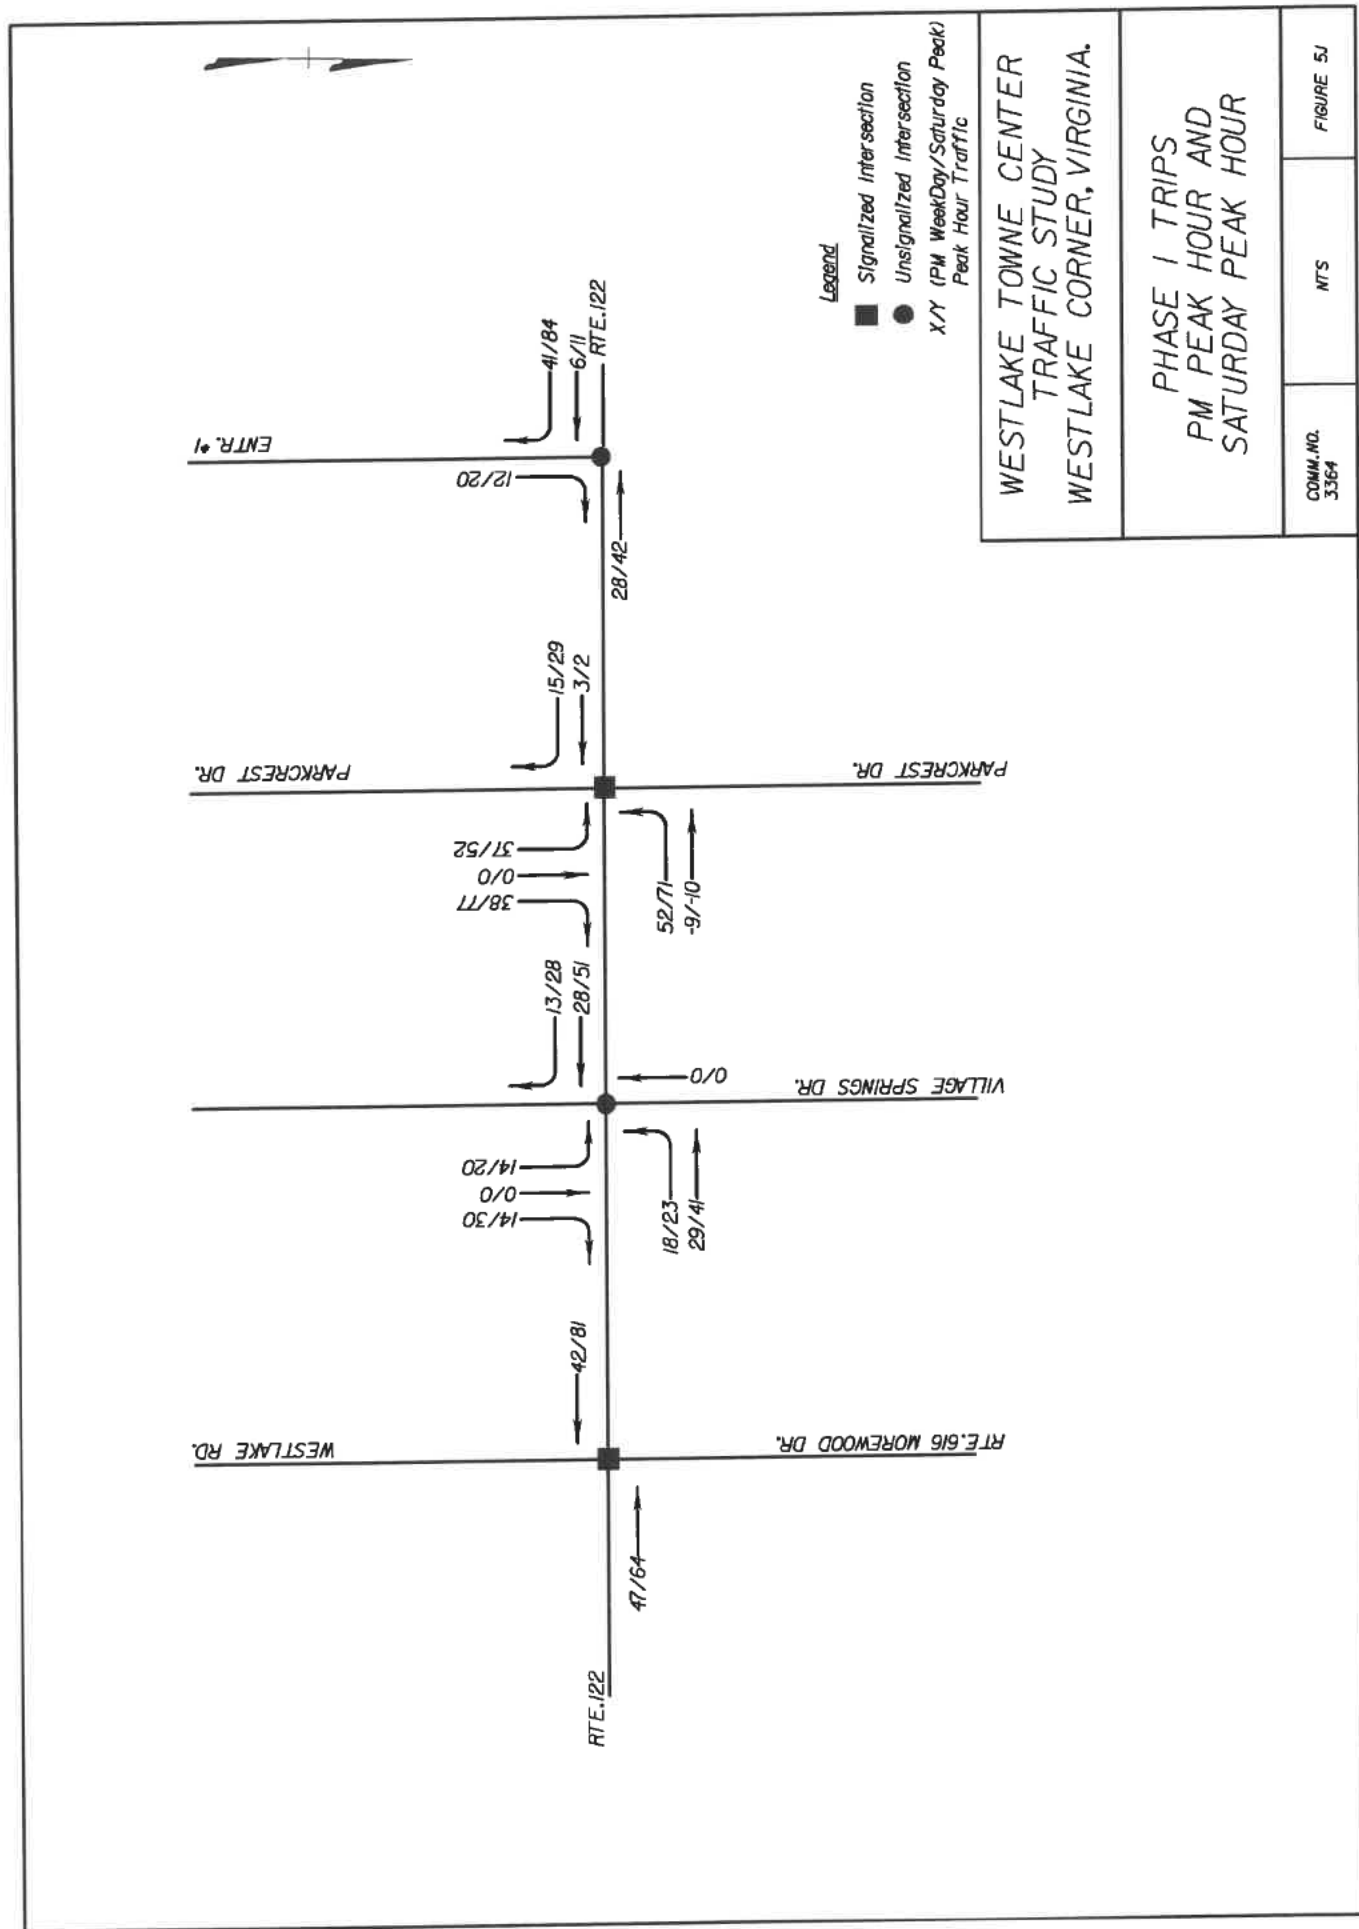 ENTR. #1
41/84
6/11
RTE.122
12/20
28/42
PARKCREST DR.
15/29
3/2
PARKCREST DR.
37/52
0/0
38/77
52/71
-9/-10
13/28
28/51
0/0
VILLAGE SPRINGS DR.
14/20
0/0
14/30
18/23
29/41
WESTLAKE RD.
42/81
RTE.616 MOREWOOD DR.
47/64
RTE.122
Legend
Signalized Intersection
Unsignalized Intersection
X/Y (PM WeekDay/Saturday Peak)
Peak Hour Traffic
WESTLAKE TOWNE CENTER
TRAFFIC STUDY
WESTLAKE CORNER, VIRGINIA.
PHASE I TRIPS
PM PEAK HOUR AND
SATURDAY PEAK HOUR
COMM.NO.
3364
NTS
FIGURE 5J